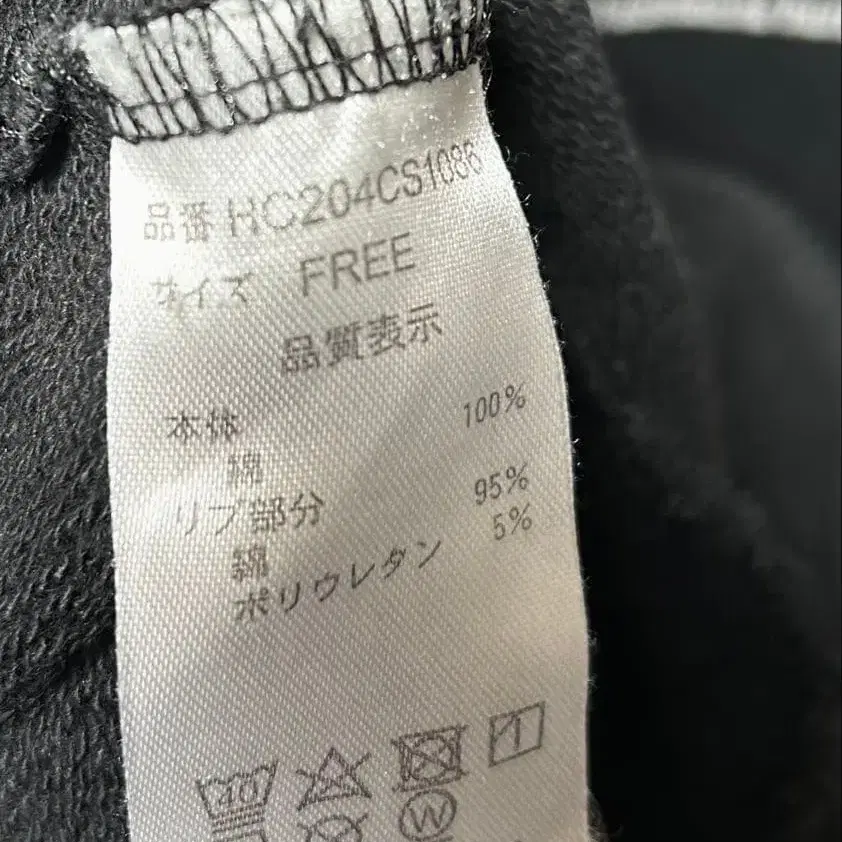 品番 HC204CS1086
サイズ FREE
品質表示
本体
綿 100%
リブ部分
綿 95%
ポリウレタン 5%
40
W